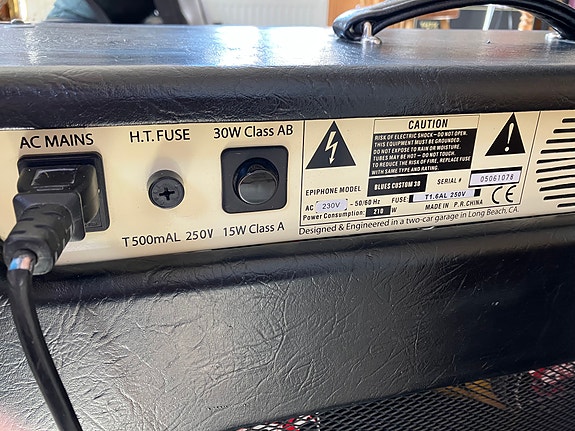 AC MAINS
H.T. FUSE
T500mAL 250V
30W Class AB
15W Class A
CAUTION
RISK OF ELECTRIC SHOCK - DO NOT OPEN.
THIS EQUIPMENT MUST BE GROUNDED.
DO NOT EXPOSE TO RAIN OR MOISTURE.
TUBES MAY BE HOT - DO NOT TOUCH.
TO REDUCE THE RISK OF FIRE, REPLACE FUSE
WITH SAME TYPE AND RATING.
EPIPHONE MODEL BLUES CUSTOM 30 SERIAL # 05061078
AC 230V ~ 50/60 Hz FUSE: T1.6AL 250V CE
Power Consumption: 210 W MADE IN P.R.CHINA
Designed & Engineered in a two-car garage in Long Beach, CA.